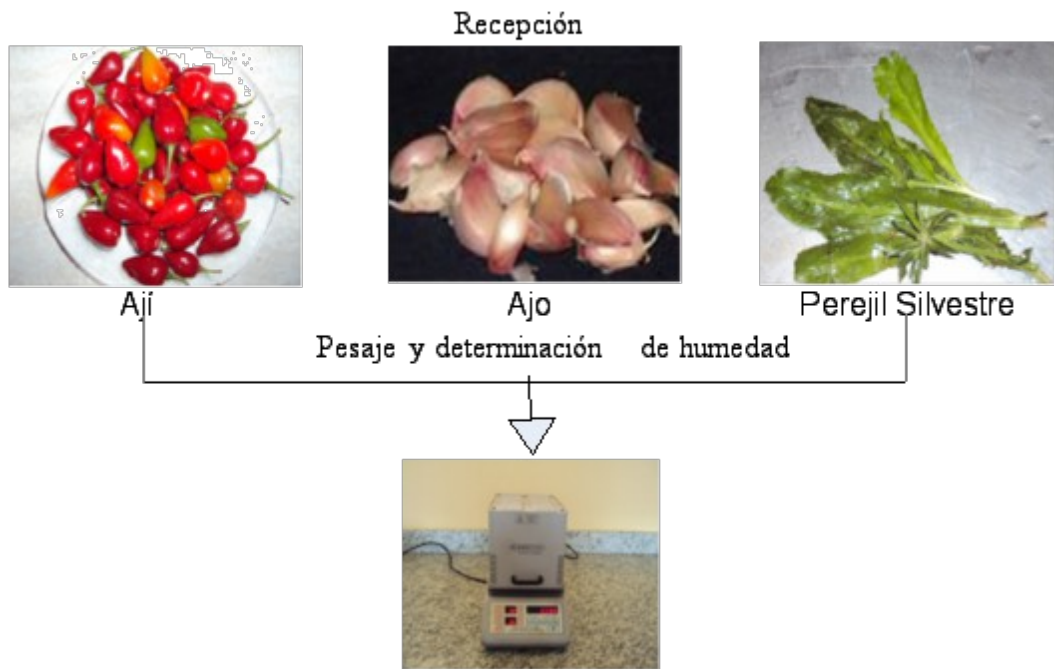 Recepción
Ají
Ajo
Perejil Silvestre
Pesaje y determinación de humedad